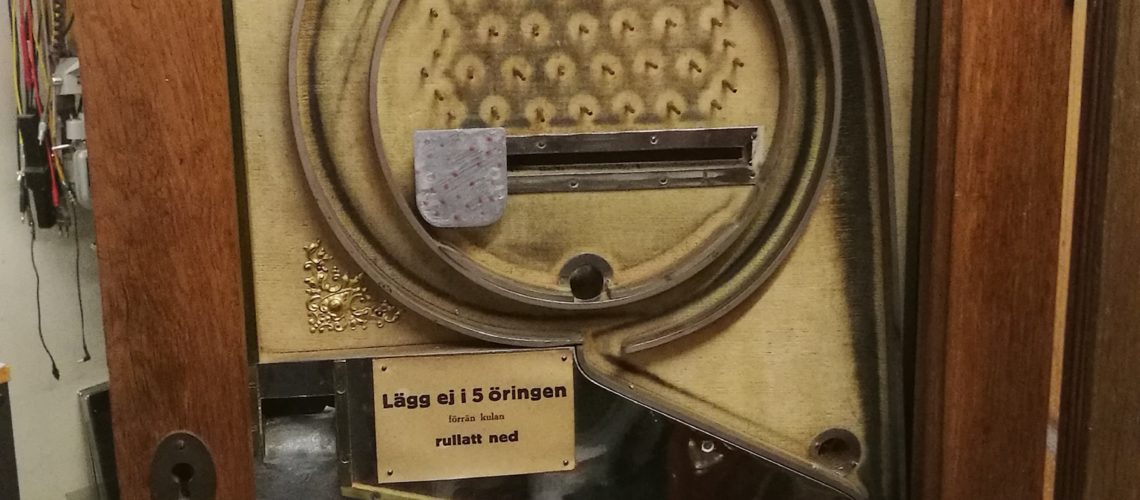 Lägg ej i 5 öringen
förrän kulan
rullatt ned